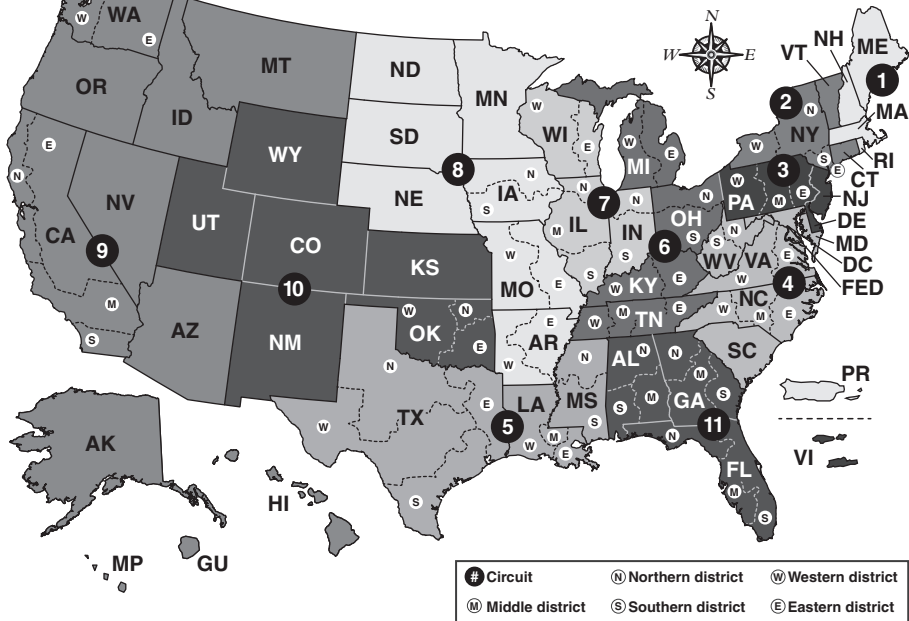 N
W E
S
W WA
E
OR
MT
ID
WY
NV
UT
CO
CA
E
N
M
S
9
10
AZ
NM
ND
SD
NE
KS
W N
OK
E
8
MN
IA
N
S
MO
W
E
AR
E
W
N
TX
W
E
S
5
LA
W
M
E
WI
W
E
IL
N
M
S
7
IN
N
S
MI
W
E
OH
N
S
6
KY
W
E
TN
W
M
E
MS
N
S
AL
N
M
S
GA
N
M
S
11
FL
N
M
S
SC
NC
W
M
E
4
VA
W
E
WV
N
S
PA
W
M
E
3
2
NY
N
W
S
E
VT
NH
ME
1
MA
RI
CT
NJ
DE
MD
DC
FED
PR
VI
AK
HI
MP
GU
# Circuit
N Northern district
W Western district
M Middle district
S Southern district
E Eastern district